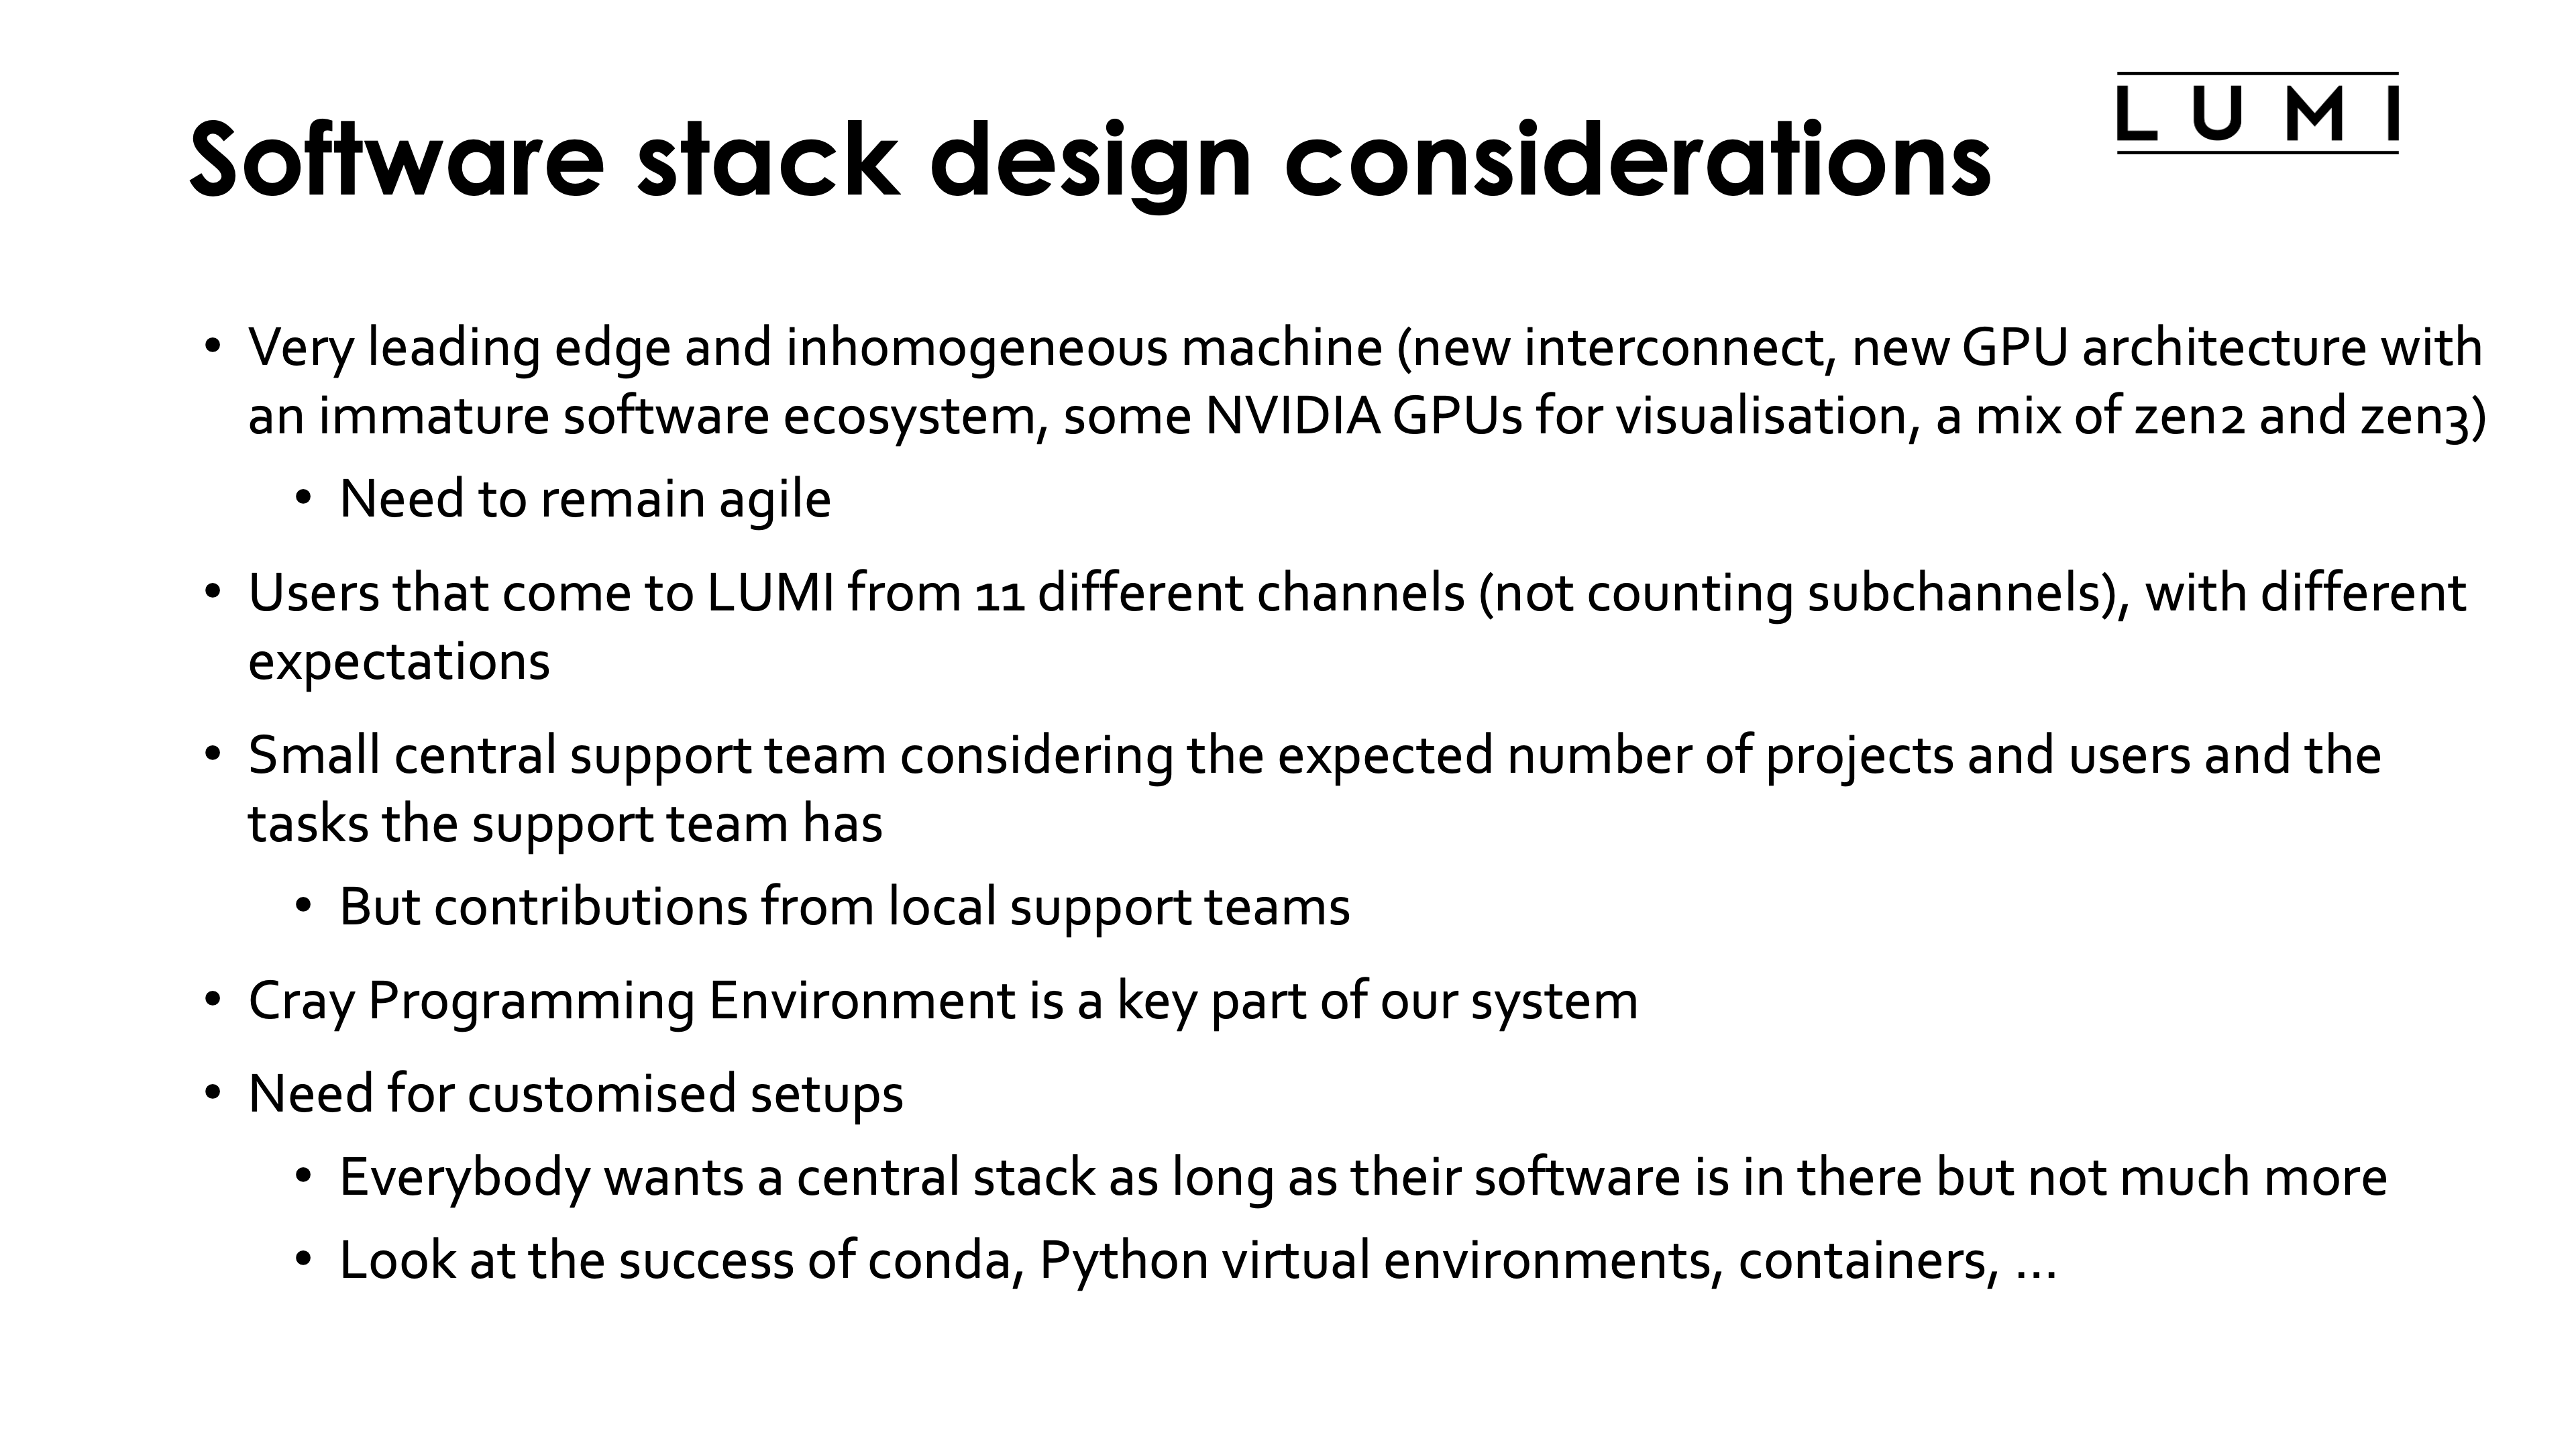 Software stack design considerations
LUMI
• Very leading edge and inhomogeneous machine (new interconnect, new GPU architecture with
an immature software ecosystem, some NVIDIA GPUs for visualisation, a mix of zen2 and zen3)
• Need to remain agile
• Users that come to LUMI from 11 different channels (not counting subchannels), with different
expectations
• Small central support team considering the expected number of projects and users and the
tasks the support team has
• But contributions from local support teams
• Cray Programming Environment is a key part of our system
• Need for customised setups
• Everybody wants a central stack as long as their software is in there but not much more
• Look at the success of conda, Python virtual environments, containers, ...